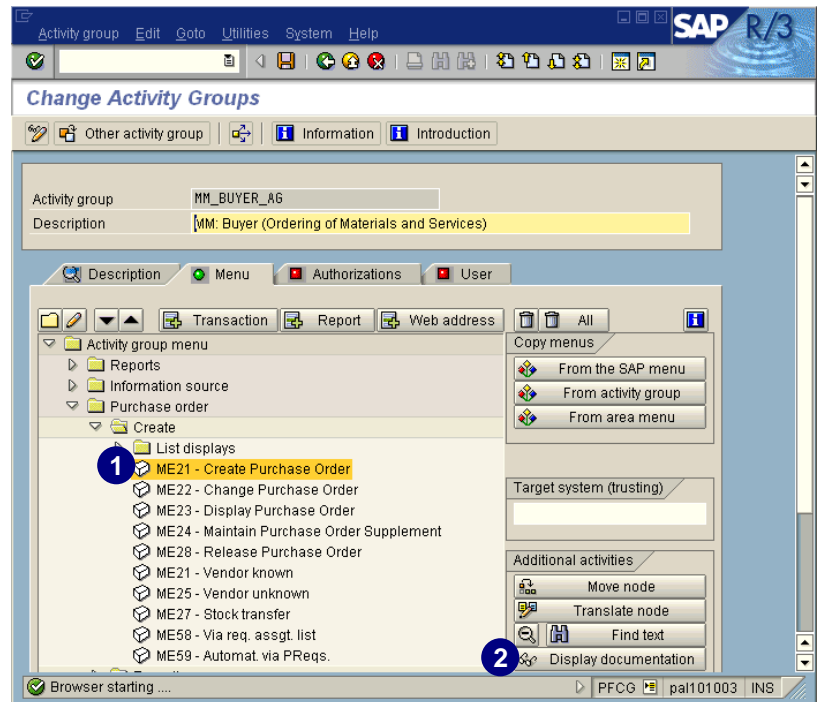 Activity group Edit Goto Utilities System Help
SAP R/3
Change Activity Groups
Other activity group Information Introduction
Activity group MM_BUYER_AG
Description MM: Buyer (Ordering of Materials and Services)
Description Menu Authorizations User
Transaction Report Web address All
Activity group menu
Reports
Information source
Purchase order
Create
List displays
1
ME21 - Create Purchase Order
ME22 - Change Purchase Order
ME23 - Display Purchase Order
ME24 - Maintain Purchase Order Supplement
ME28 - Release Purchase Order
ME21 - Vendor known
ME25 - Vendor unknown
ME27 - Stock transfer
ME58 - Via req. assgt. list
ME59 - Automat. via PReqs.
Copy menus
From the SAP menu
From activity group
From area menu
Target system (trusting)
Additional activities
Move node
Translate node
Find text
2
Display documentation
Browser starting ....
PFCG pal101003 INS